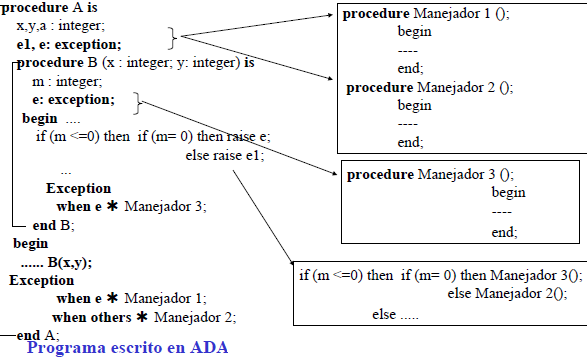 procedure A is
x,y,a : integer;
e1, e: exception;
procedure B (x : integer; y: integer) is
m : integer;
e: exception;
begin ....
if (m <=0) then if (m= 0) then raise e;
else raise e1;
...
Exception
when e ✱ Manejador 3;
end B;
begin
...... B(x,y);
Exception
when e ✱ Manejador 1;
when others ✱ Manejador 2;
end A;
Programa escrito en ADA
procedure Manejador 1 ();
begin
----
end;
procedure Manejador 2 ();
begin
----
end;
procedure Manejador 3 ();
begin
----
end;
if (m <=0) then if (m= 0) then Manejador 3();
else Manejador 2();
else .....